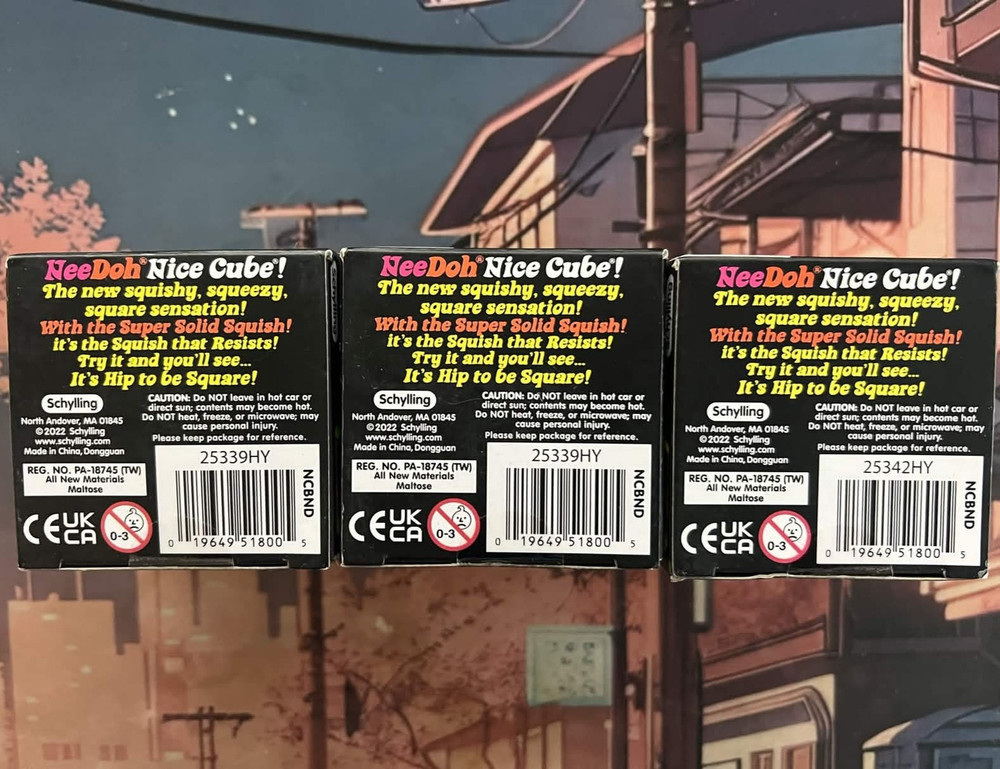 NeeDoh® Nice Cube®!
The new squishy, squeezy,
square sensation!
With the Super Solid Squish!
it's the Squish that Resists!
Try it and you'll see...
It's Hip to be Square!
Schylling
North Andover, MA 01845
©2022 Schylling
www.schylling.com
Made in China, Dongguan
CAUTION: Do NOT leave in hot car or
direct sun; contents may become hot.
Do NOT heat, freeze, or microwave; may
cause personal injury.
Please keep package for reference.
REG. NO. PA-18745 (TW)
All New Materials
Maltose
CE UK
CA
0-3
25339HY
0 19649 51800 5
NCBND
NeeDoh® Nice Cube®!
The new squishy, squeezy,
square sensation!
With the Super Solid Squish!
it's the Squish that Resists!
Try it and you'll see...
It's Hip to be Square!
Schylling
North Andover, MA 01845
©2022 Schylling
www.schylling.com
Made in China, Dongguan
CAUTION: Do NOT leave in hot car or
direct sun; contents may become hot.
Do NOT heat, freeze, or microwave; may
cause personal injury.
Please keep package for reference.
REG. NO. PA-18745 (TW)
All New Materials
Maltose
CE UK
CA
0-3
25339HY
0 19649 51800 5
NCBND
NeeDoh® Nice Cube®!
The new squishy, squeezy,
square sensation!
With the Super Solid Squish!
it's the Squish that Resists!
Try it and you'll see...
It's Hip to be Square!
Schylling
North Andover, MA 01845
©2022 Schylling
www.schylling.com
Made in China, Dongguan
CAUTION: Do NOT leave in hot car or
direct sun; contents may become hot.
Do NOT heat, freeze, or microwave; may
cause personal injury.
Please keep package for reference.
REG. NO. PA-18745 (TW)
All New Materials
Maltose
CE UK
CA
0-3
25342HY
0 19649 51800 5
NCBND